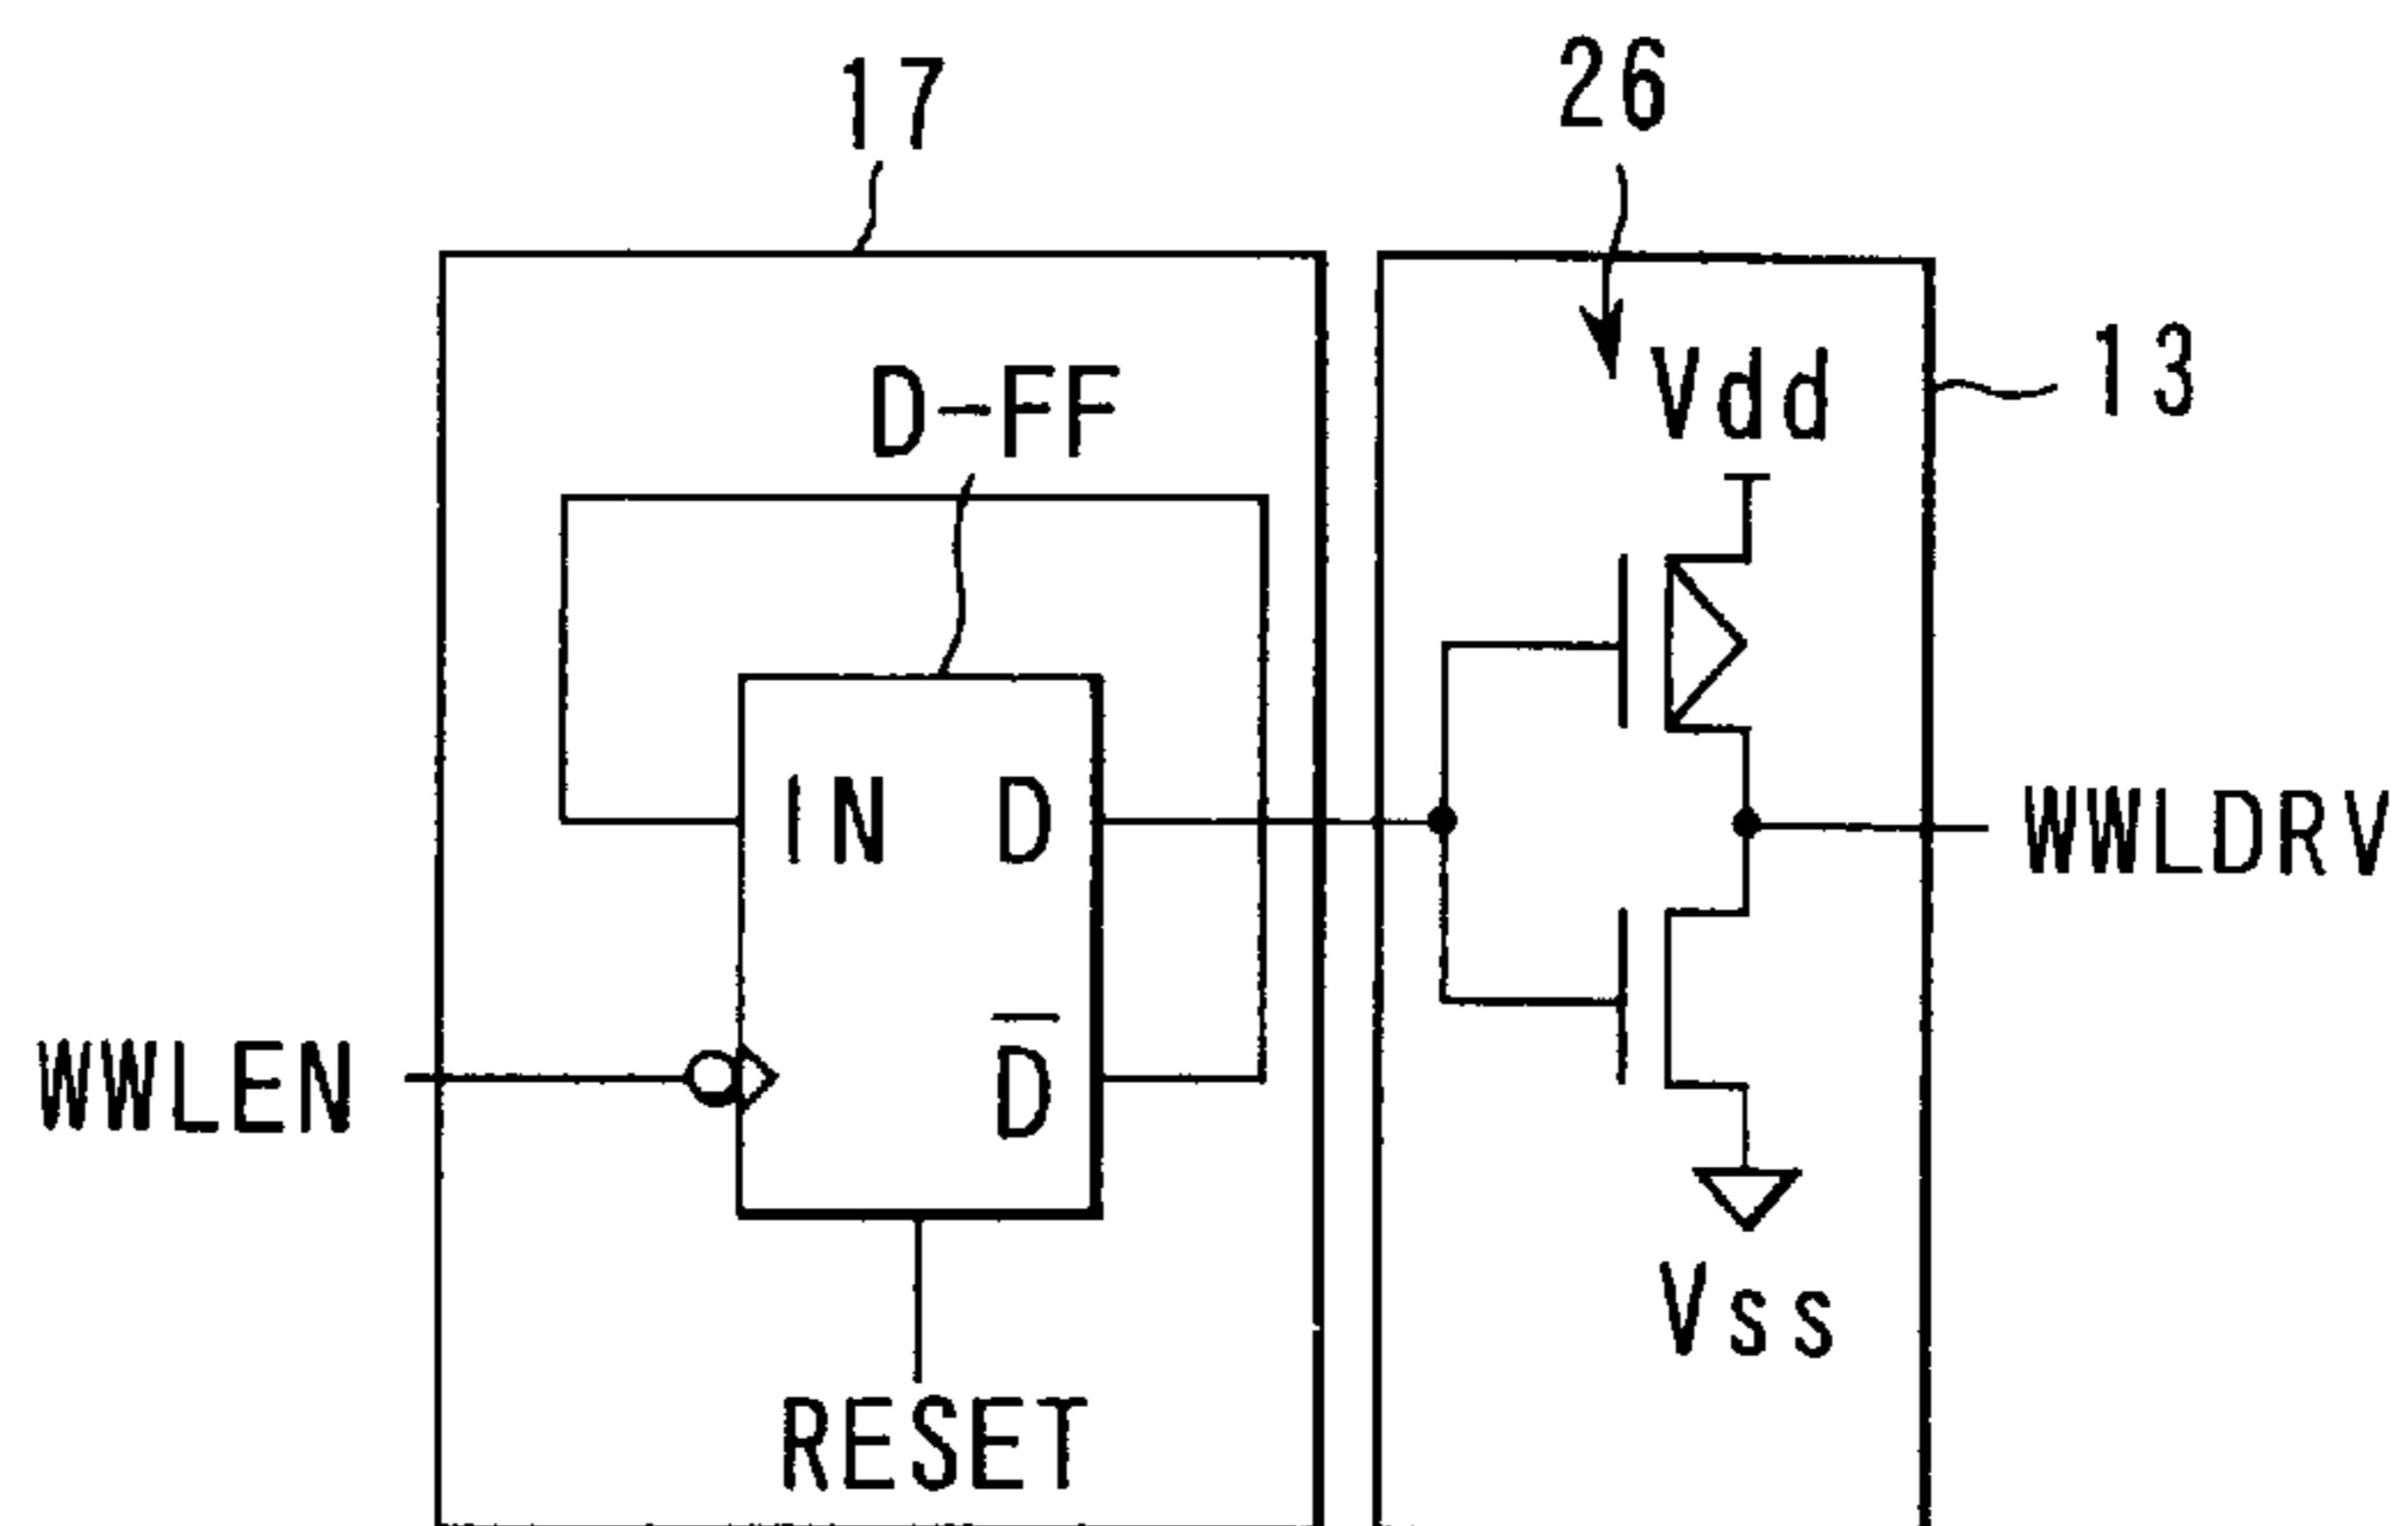 17
26
13
D-FF
Vdd
IN D
WWLDRV
D̅
WWLEN
Vss
RESET